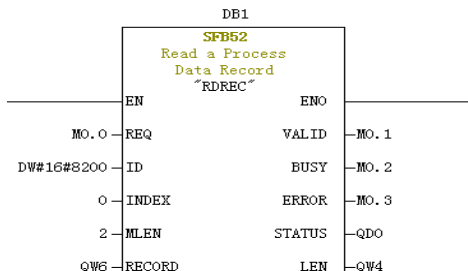 DB1
SFB52
Read a Process
Data Record
"RDREC"
EN ENO
M0.0 REQ VALID M0.1
DW#16#8200 ID BUSY M0.2
0 INDEX ERROR M0.3
2 MLEN STATUS QD0
QW6 RECORD LEN QW4